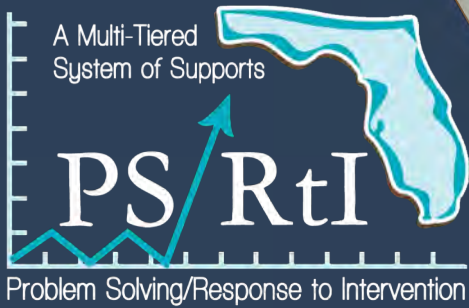 A Multi-Tiered
System of Supports
PS/RtI
Problem Solving/Response to Intervention